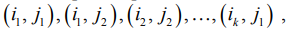 (i₁, j₁), (i₁, j₂), (i₂, j₂), ..., (iₖ, j₁) ,